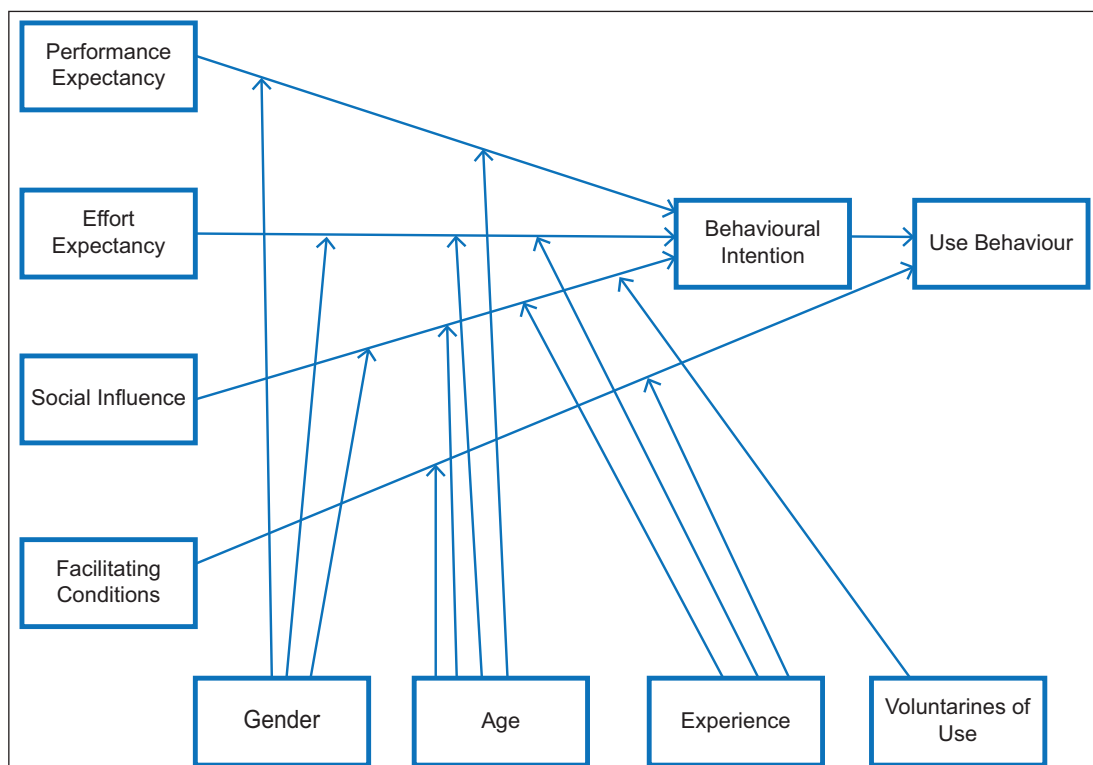 Performance
Expectancy
Effort
Expectancy
Behavioural
Intention
Use Behaviour
Social Influence
Facilitating
Conditions
Gender
Age
Experience
Voluntarines of
Use